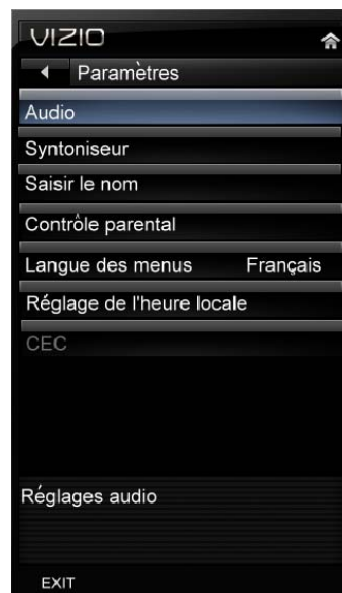 VIZIO
Paramètres
Audio
Syntoniseur
Saisir le nom
Contrôle parental
Langue des menus Français
Réglage de l'heure locale
CEC
Réglages audio
EXIT